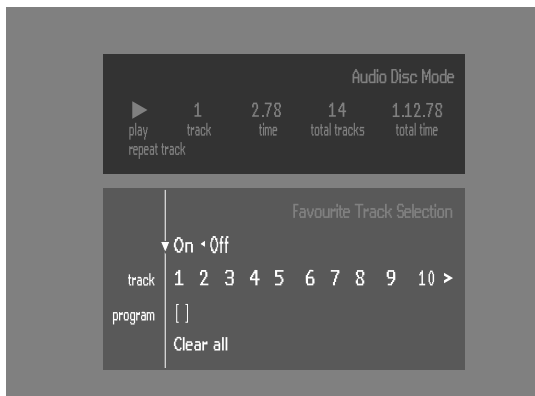 Audio Disc Mode
1 2.78 14 1.12.78
play track time total tracks total time
repeat track
Favourite Track Selection
On Off
track 1 2 3 4 5 6 7 8 9 10 >
program [ ]
Clear all